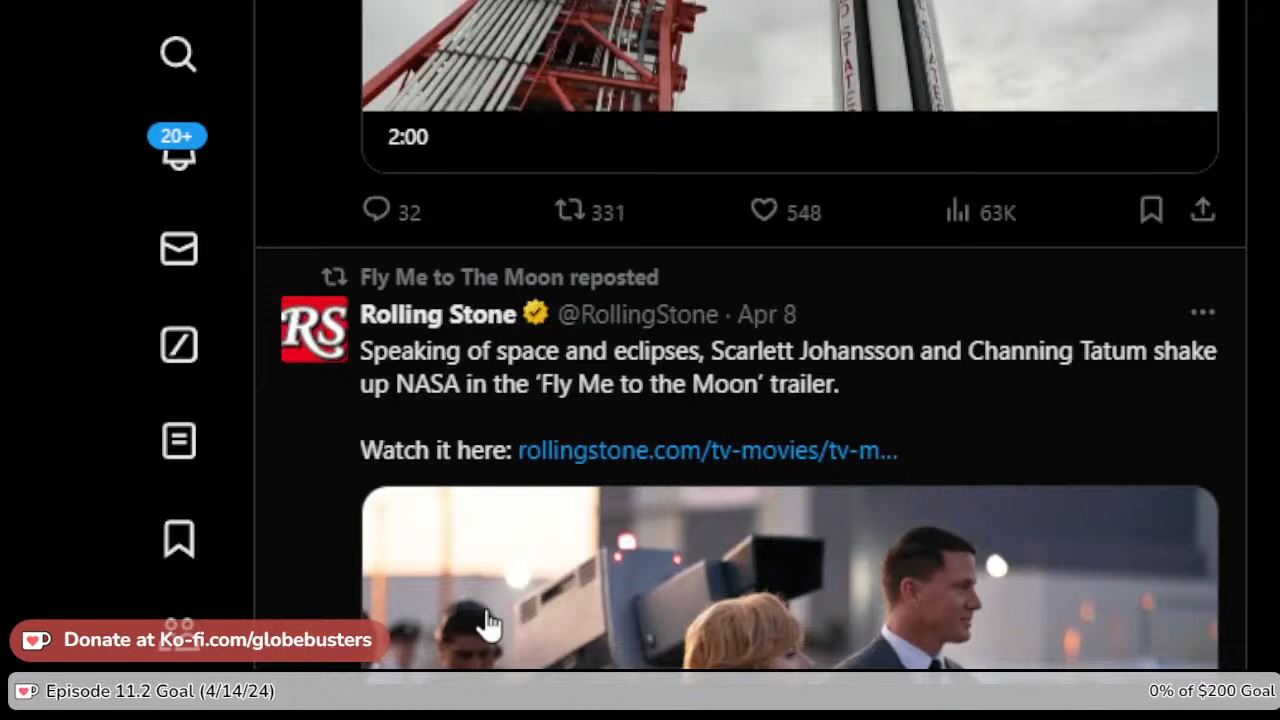 20+
2:00
32 331 548 63K
Fly Me to The Moon reposted
RS
Rolling Stone @RollingStone · Apr 8 ...
Speaking of space and eclipses, Scarlett Johansson and Channing Tatum shake
up NASA in the ‘Fly Me to the Moon’ trailer.
Watch it here: rollingstone.com/tv-movies/tv-m...
Donate at Ko-fi.com/globebusters
Episode 11.2 Goal (4/14/24) 0% of $200 Goal